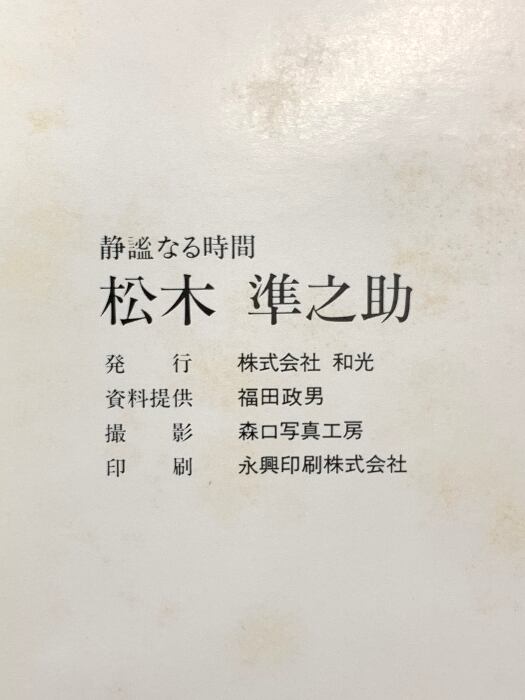 静謐なる時間
松木 準之助
発行 株式会社 和光
資料提供 福田政男
撮影 森口写真工房
印刷 永興印刷株式会社